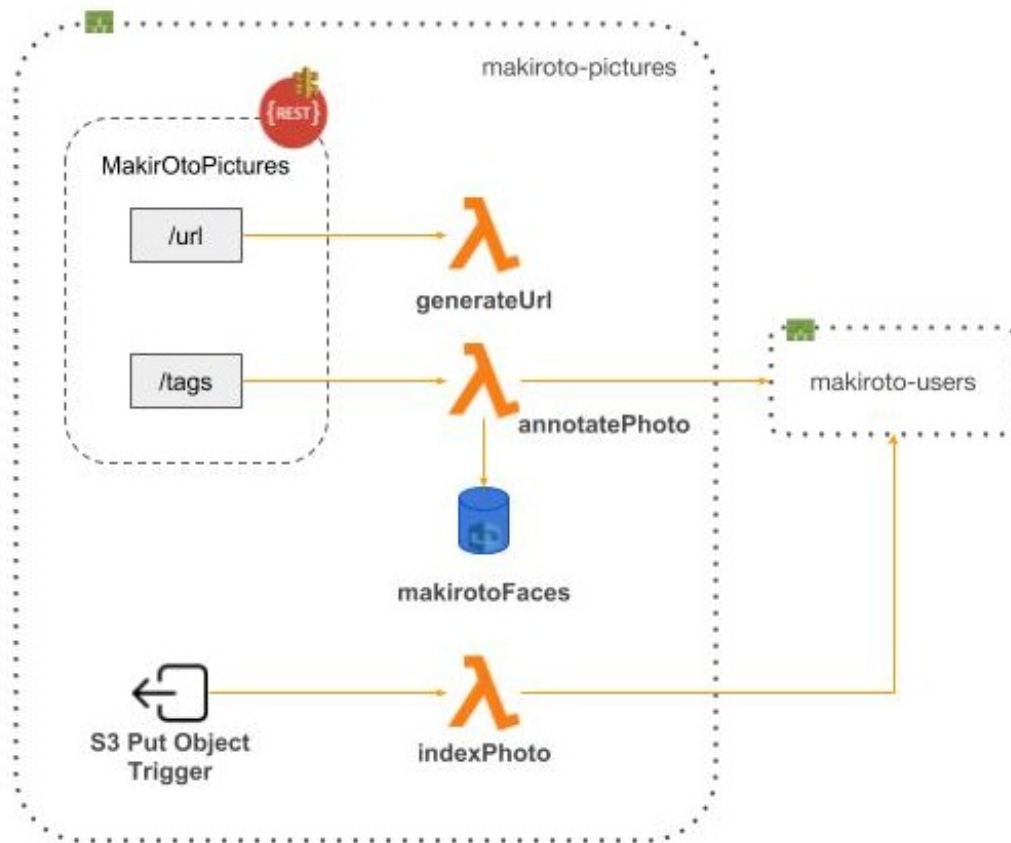 makiroto-pictures
{REST}
MakirOtoPictures
/url
generateUrl
/tags
annotatePhoto
makiroto-users
makirotoFaces
S3 Put Object
Trigger
indexPhoto